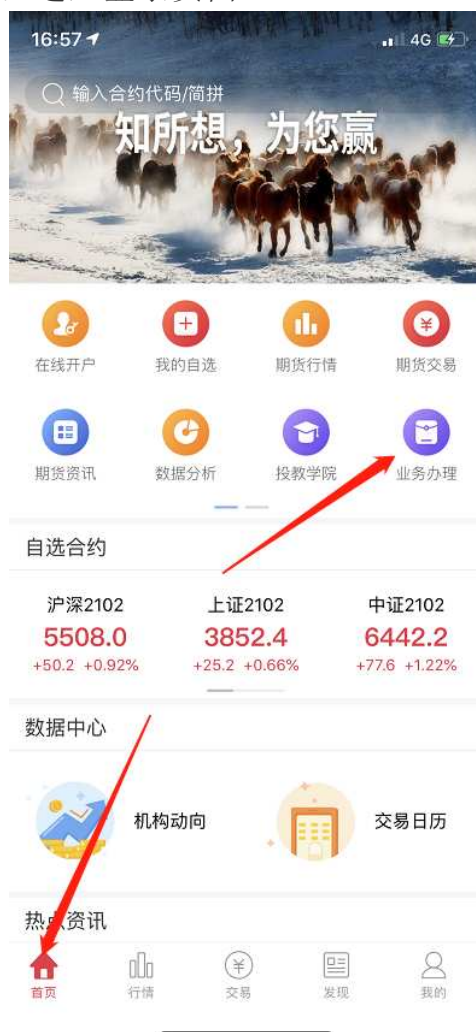 16:57
4G
输入合约代码/简拼
知所想，为您赢
在线开户 我的自选 期货行情 期货交易
期货资讯 数据分析 投教学院 业务办理
自选合约
沪深2102 上证2102 中证2102
5508.0 3852.4 6442.2
+50.2 +0.92% +25.2 +0.66% +77.6 +1.22%
数据中心
机构动向 交易日历
热点资讯
首页 行情 交易 发现 我的